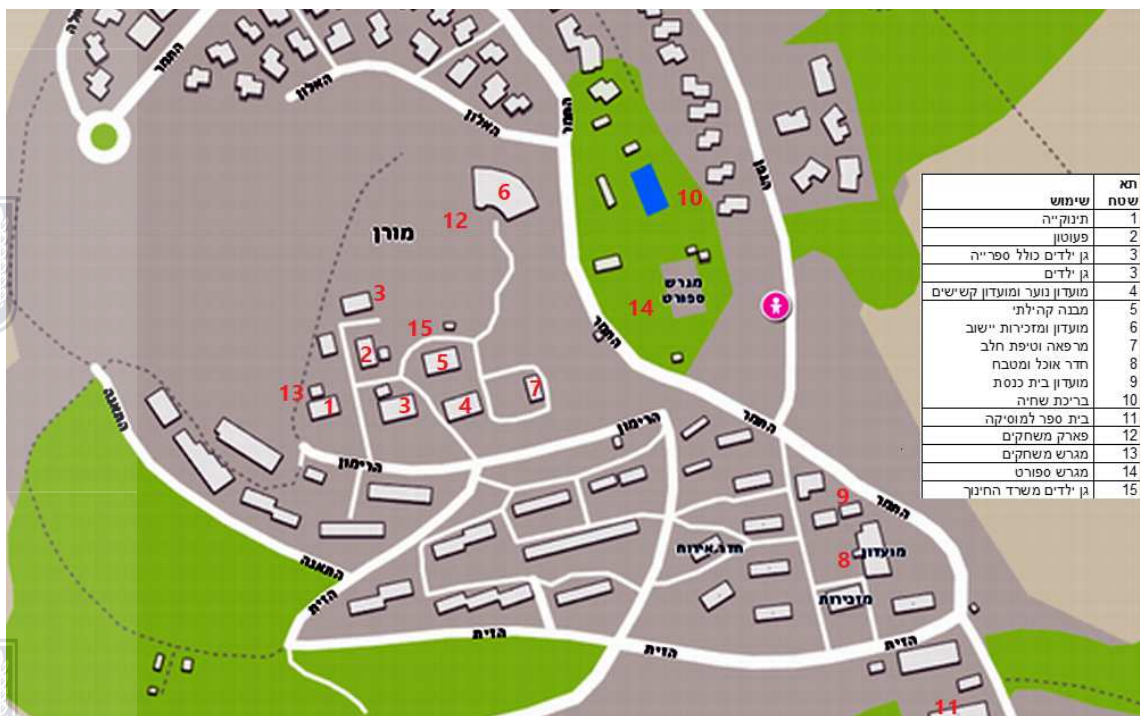 לה
התמר
האלון
האלון
התמר
הגפן
10
6
12
מורן
3
מגרש
ספורט
14
15
התמר
2
5
7
13
1
3
4
התאנה
הרימון
התמר
הרימון
9
התמר
חדר אירוח
מועדון
8
התאנה
הזית
מזכירות
הזית
הזית
הזית
11
תא שטח שימוש
1 תינוקייה
2 פעוטון
3 גן ילדים כולל ספרייה
3 גן ילדים
4 מועדון נוער ומועדון קשישים
5 מבנה קהילתי
6 מועדון ומזכירות יישוב
7 מרפאה וטיפת חלב
8 חדר אוכל ומטבח
9 מועדון בית כנסת
10 בריכת שחיה
11 בית ספר למוסיקה
12 פארק משחקים
13 מגרש משחקים
14 מגרש ספורט
15 גן ילדים משרד החינוך